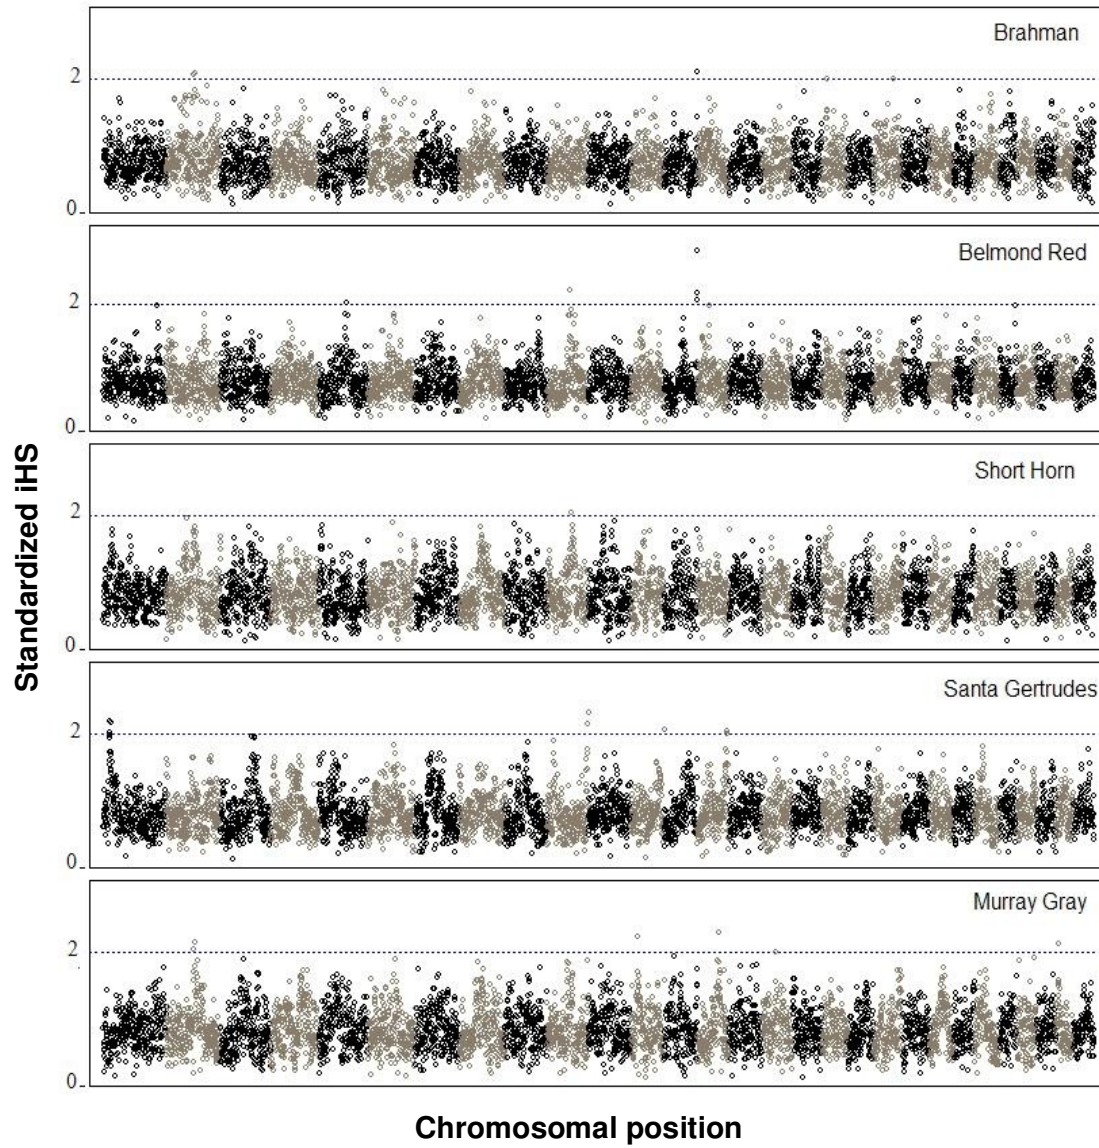 Brahman
2
0
Belmond Red
2
0
Short Horn
2
0
Santa Gertrudes
2
0
Murray Gray
2
0
Standardized iHS
Chromosomal position